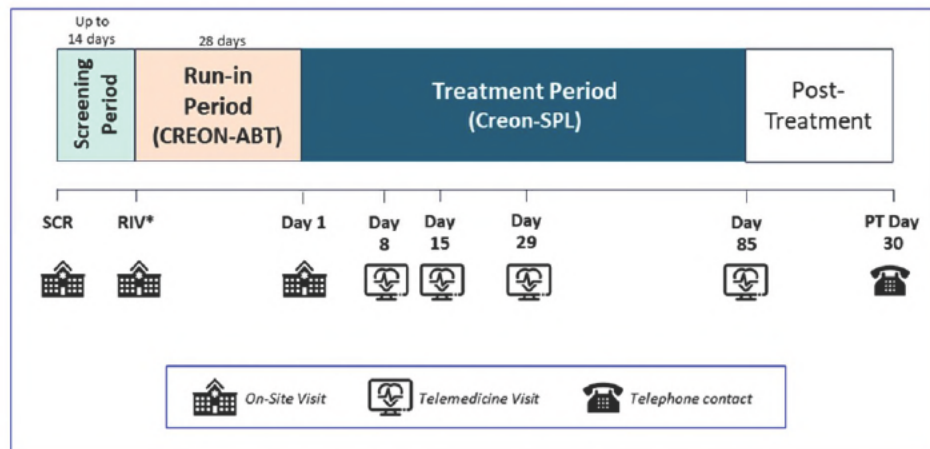 Up to
14 days
28 days
Screening
Period
Run-in
Period
(CREON-ABT)
Treatment Period
(Creon-SPL)
Post-
Treatment
SCR
RIV*
Day 1
Day
8
Day
15
Day
29
Day
85
PT Day
30
On-Site Visit
Telemedicine Visit
Telephone contact